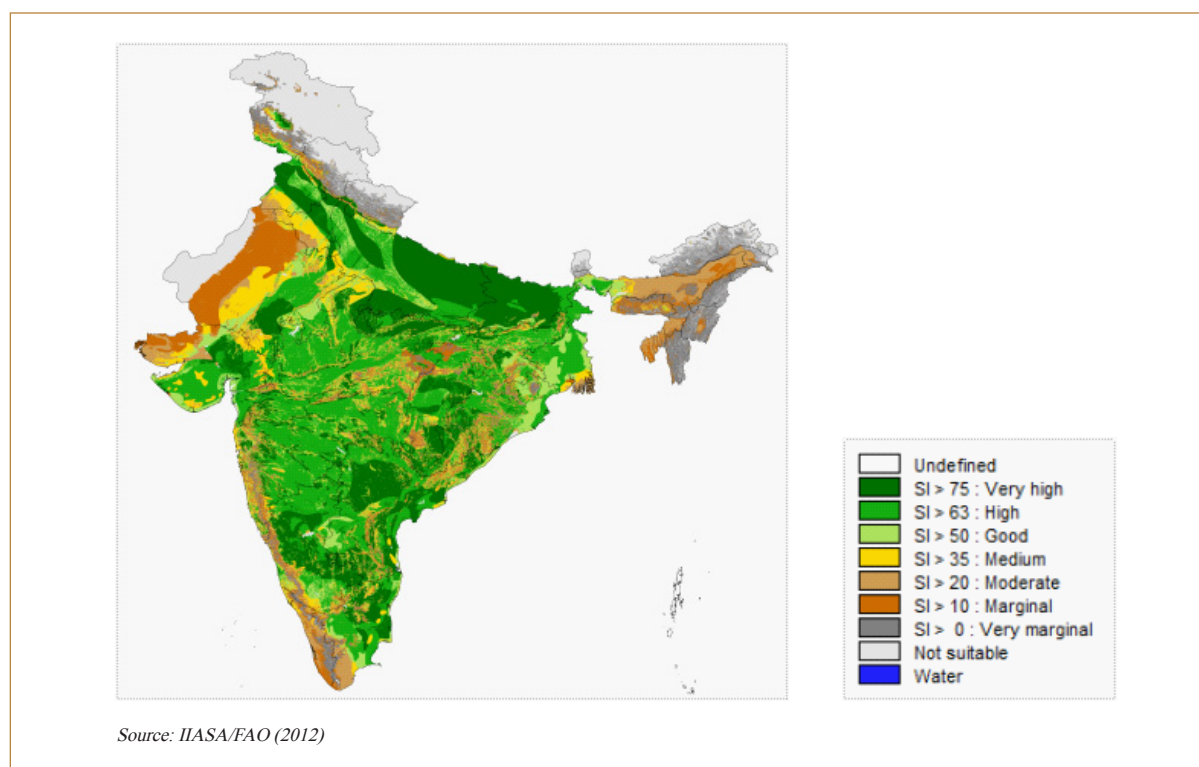 Undefined
SI > 75 : Very high
SI > 63 : High
SI > 50 : Good
SI > 35 : Medium
SI > 20 : Moderate
SI > 10 : Marginal
SI > 0 : Very marginal
Not suitable
Water
Source: IIASA/FAO (2012)